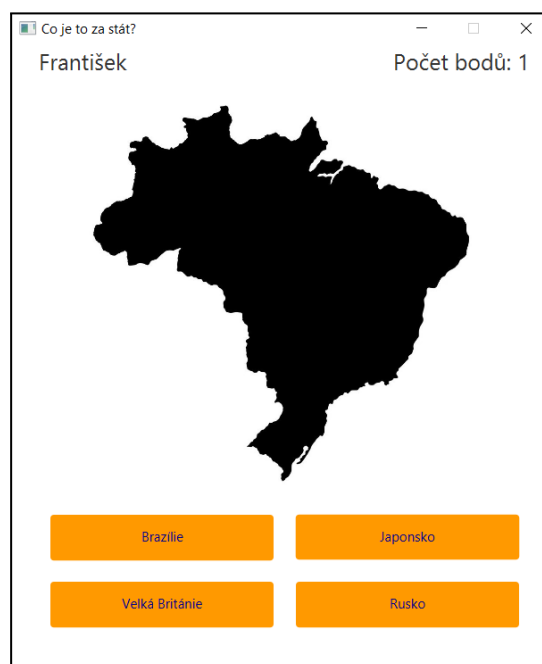 Co je to za stát?
František
Počet bodů: 1
Brazílie
Japonsko
Velká Británie
Rusko